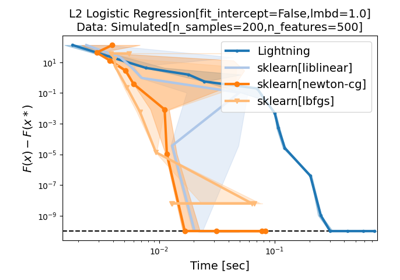 L2 Logistic Regression[fit_intercept=False,lmbd=1.0]
Data: Simulated[n_samples=200,n_features=500]
Lightning
sklearn[liblinear]
sklearn[newton-cg]
sklearn[lbfgs]
F(x) − F(x*)
10¹
10⁻¹
10⁻³
10⁻⁵
10⁻⁷
10⁻⁹
10⁻²
10⁻¹
Time [sec]